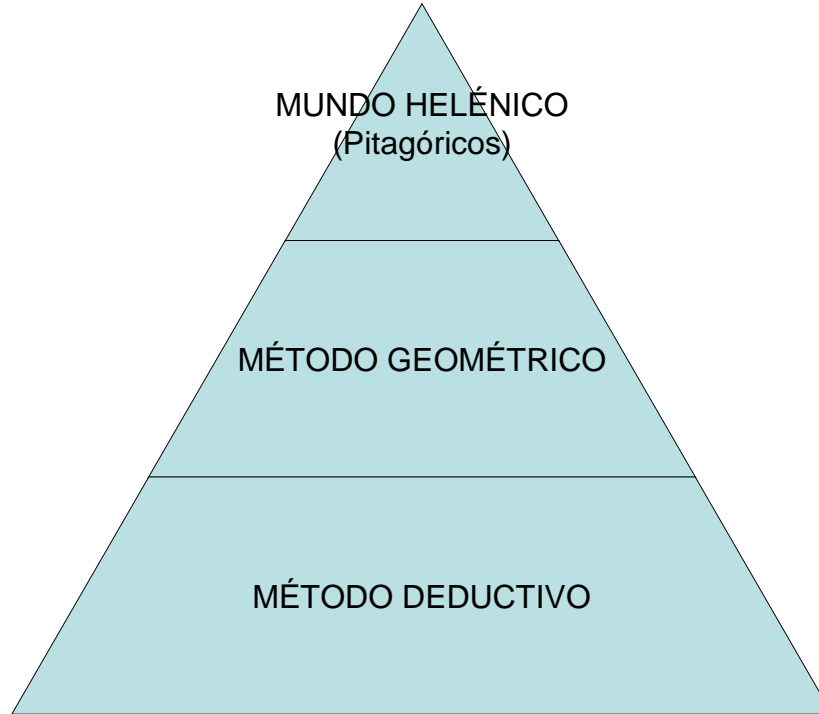 MUNDO HELÉNICO
(Pitagóricos)
MÉTODO GEOMÉTRICO
MÉTODO DEDUCTIVO